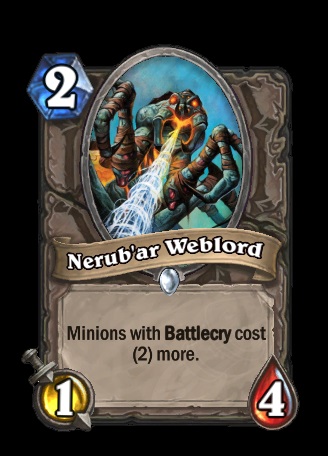 2
Nerub'ar Weblord
Minions with Battlecry cost
(2) more.
1
4